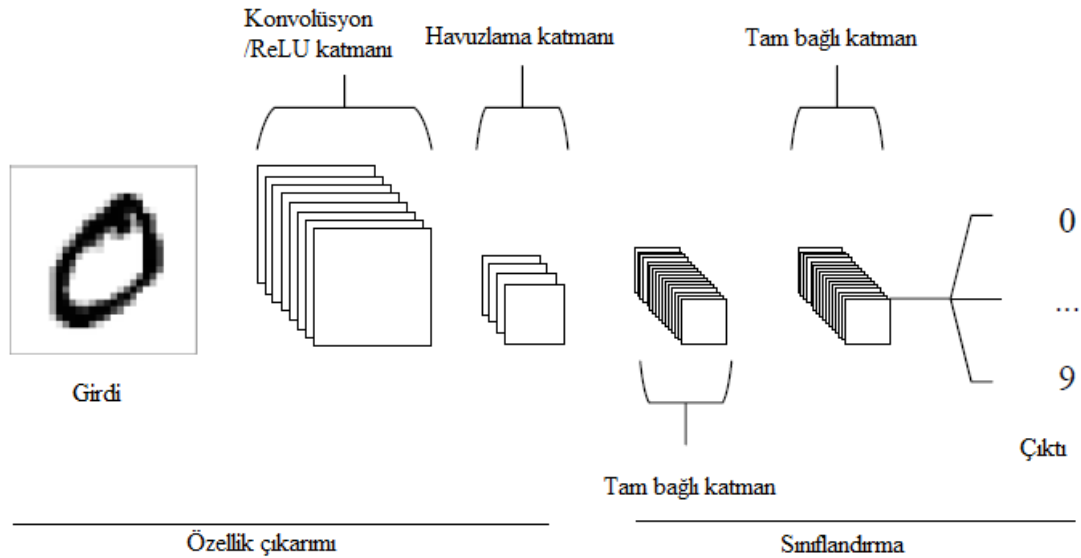 Konvolüsyon
/ReLU katmanı
Havuzlama katmanı
Tam bağlı katman
0
...
9
Girdi
Çıktı
Tam bağlı katman
Özellik çıkarımı
Sınıflandırma